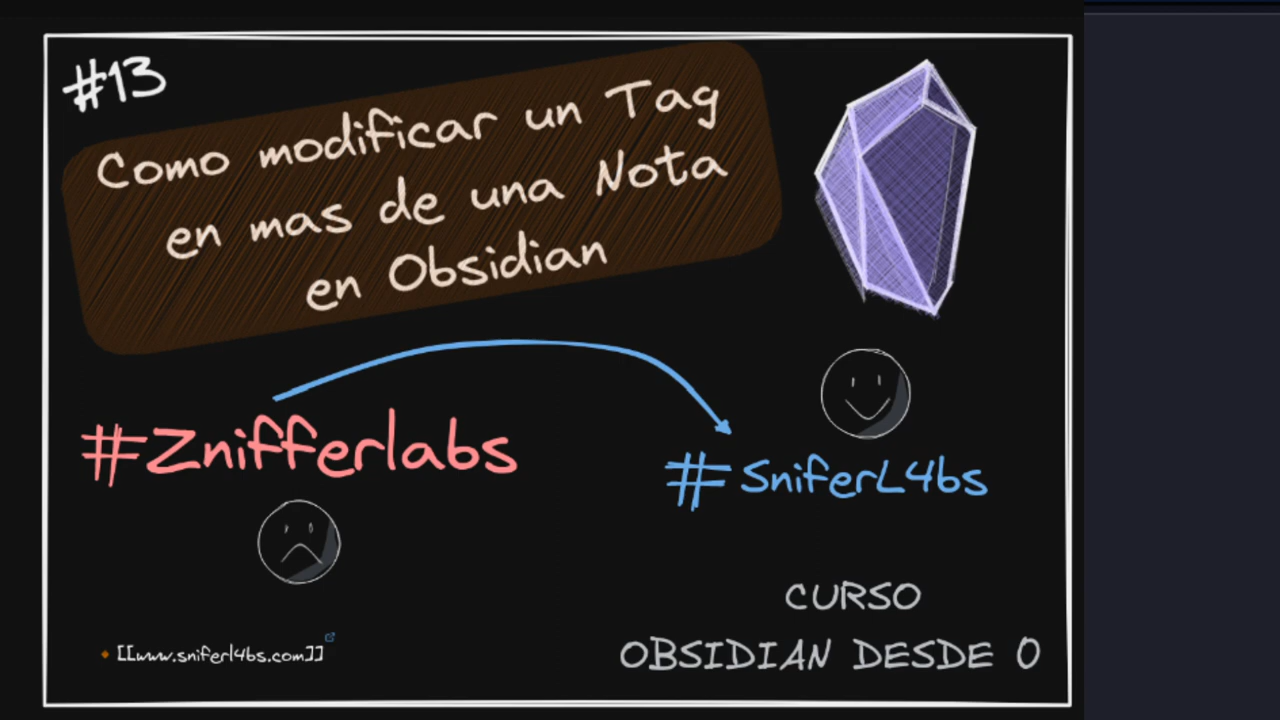 #13
Como modificar un Tag
en mas de una Nota
en Obsidian
#Znifferlabs
#SniferL4bs
CURSO
OBSIDIAN DESDE 0
[[www.sniferl4bs.com]]